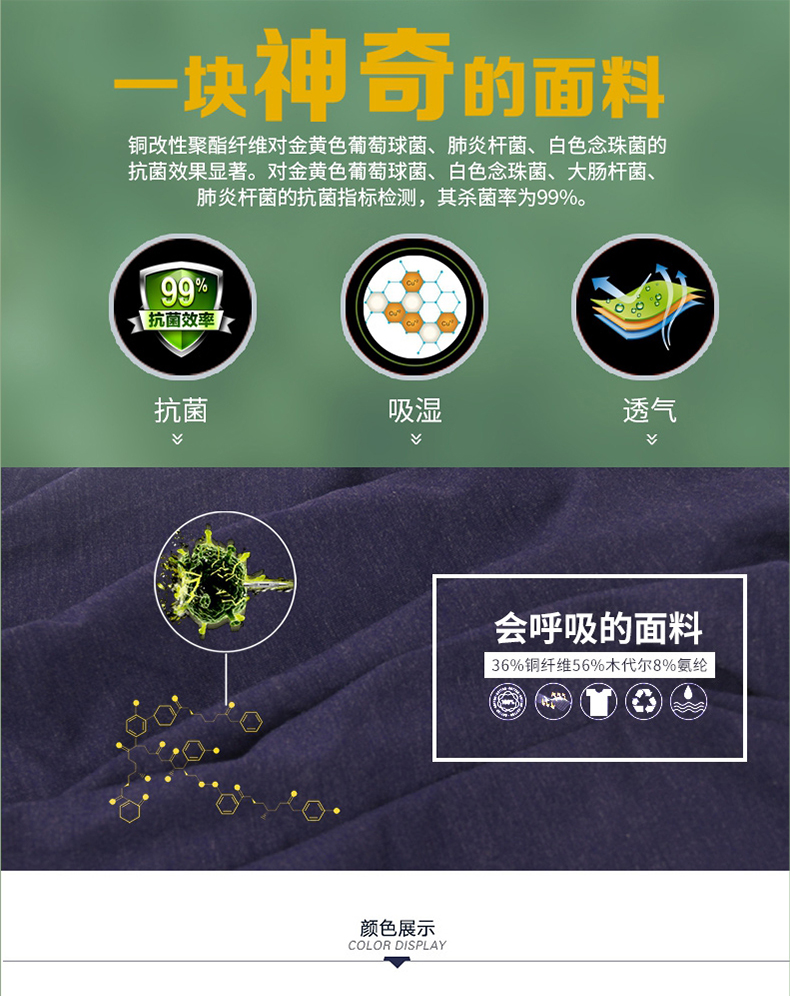 一块神奇的面料
铜改性聚酯纤维对金黄色葡萄球菌、肺炎杆菌、白色念珠菌的
抗菌效果显著。对金黄色葡萄球菌、白色念珠菌、大肠杆菌、
肺炎杆菌的抗菌指标检测，其杀菌率为99%。
99%
抗菌效率
Cu⁺²
Cu⁺²
Cu⁺²
Cu⁺²
抗菌
吸湿
透气
会呼吸的面料
36%铜纤维56%木代尔8%氨纶
颜色展示
COLOR DISPLAY